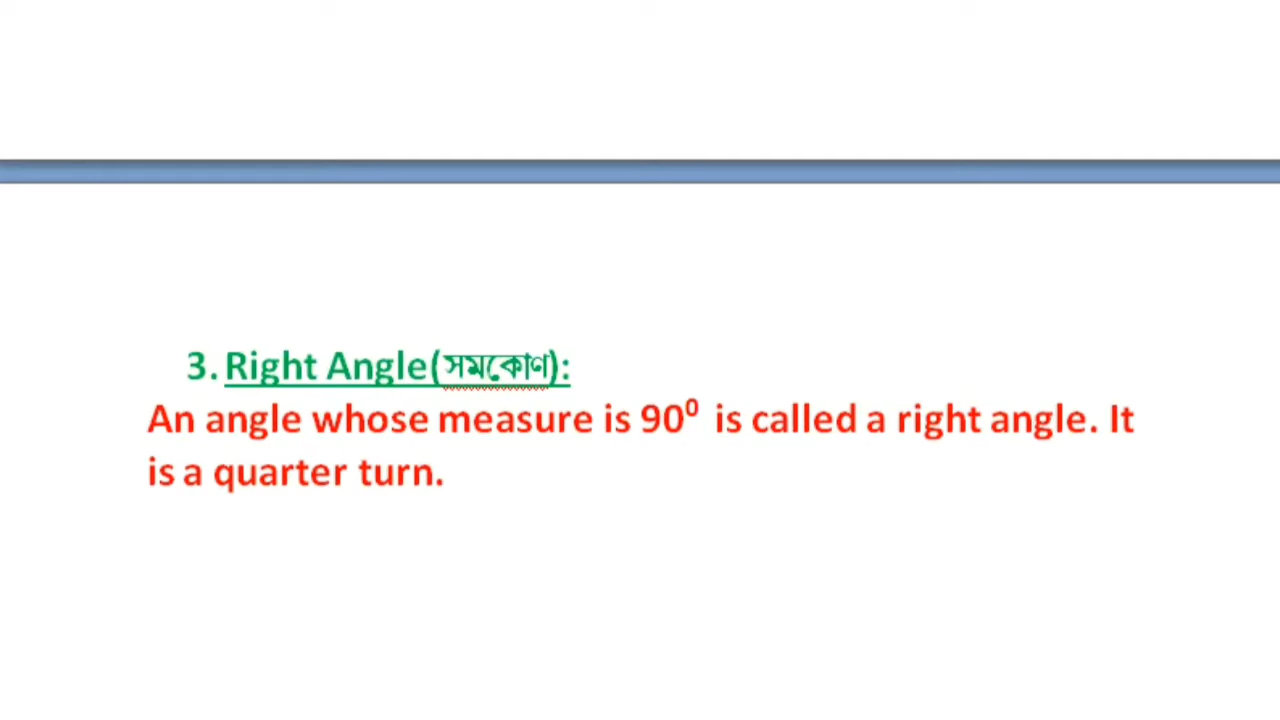 3. Right Angle(সমকোণ):
An angle whose measure is 90⁰ is called a right angle. It
is a quarter turn.